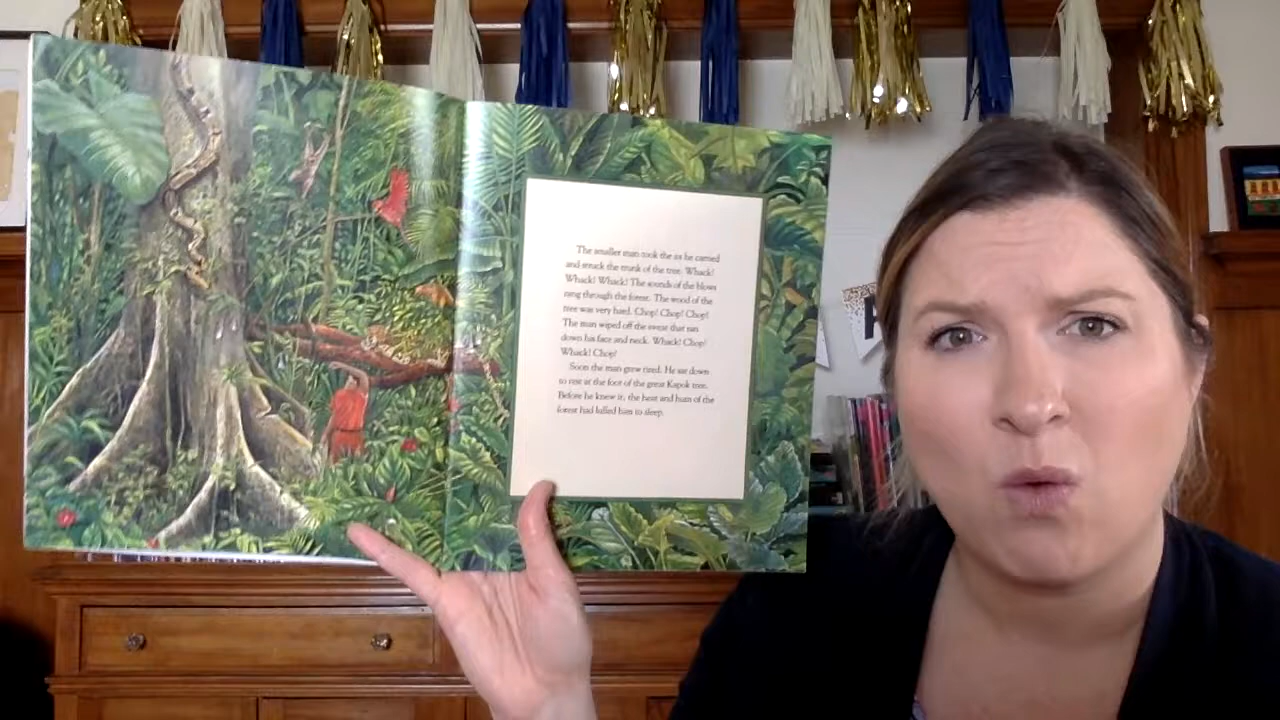 The smaller man took the ax he carried
and struck the trunk of the tree. Whack!
Whack! Whack! The sounds of the blows
rang through the forest. The wood of the
tree was very hard. Chop! Chop! Chop!
The man wiped off the sweat that ran
down his face and neck. Whack! Chop!
Whack! Chop!
Soon the man grew tired. He sat down
to rest at the foot of the great Kapok tree.
Before he knew it, the heat and hum of the
forest had lulled him to sleep.